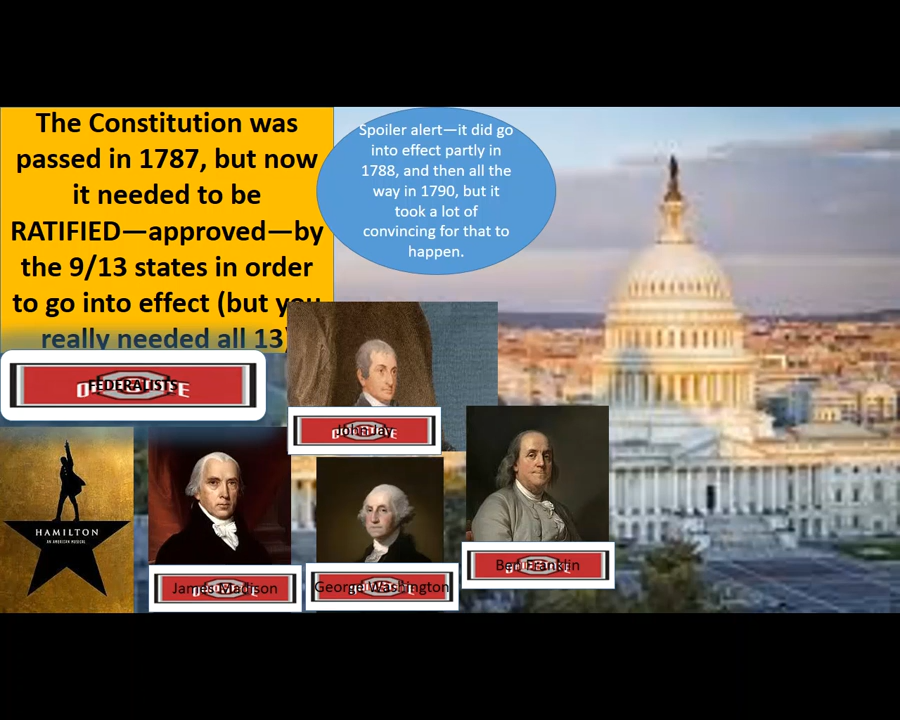 The Constitution was
passed in 1787, but now
it needed to be
RATIFIED—approved—by
the 9/13 states in order
to go into effect (but you
really needed all 13)
Spoiler alert—it did go
into effect partly in
1788, and then all the
way in 1790, but it
took a lot of
convincing for that to
happen.
FEDERALISTS
John Jay
HAMILTON
AN AMERICAN MUSICAL
James Madison
George Washington
Ben Franklin